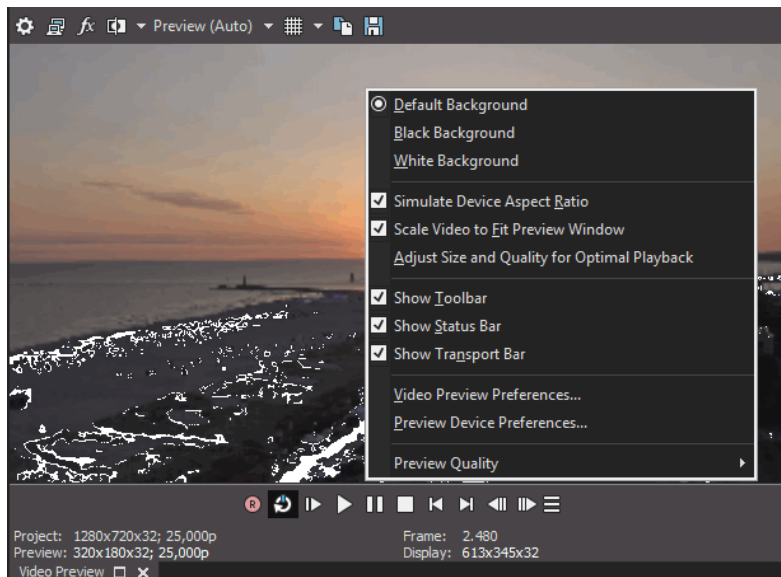 fx
Preview (Auto)
Default Background
Black Background
White Background
Simulate Device Aspect Ratio
Scale Video to Fit Preview Window
Adjust Size and Quality for Optimal Playback
Show Toolbar
Show Status Bar
Show Transport Bar
Video Preview Preferences...
Preview Device Preferences...
Preview Quality
R
Project: 1280x720x32; 25,000p Frame: 2.480
Preview: 320x180x32; 25,000p Display: 613x345x32
Video Preview